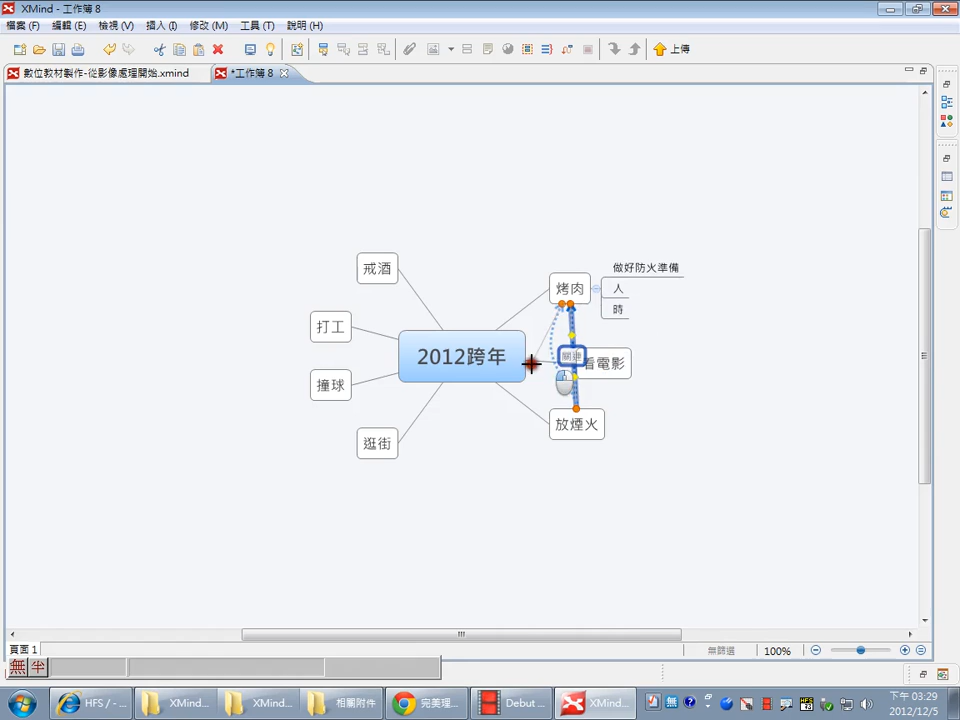 XMind - 工作簿 8
檔案 (F) 編輯 (E) 檢視 (V) 插入 (I) 修改 (M) 工具 (T) 說明 (H)
上傳
數位教材製作-從影像處理開始.xmind *工作簿 8
戒酒
打工
撞球
逛街
2012跨年
烤肉
做好防火準備
人
時
關連
看電影
放煙火
頁面 1
無篩選 100%
無 半
HFS / - ... XMind... XMind... 相關附件 完美理... Debut ... XMind... 無
下午 03:29
2012/12/5